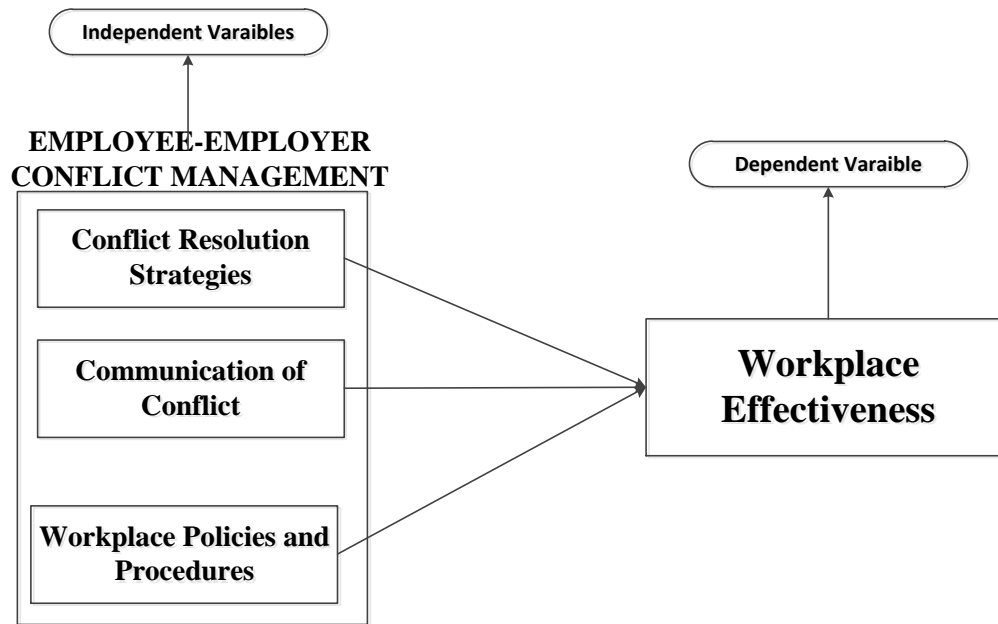 Independent Varaibles
EMPLOYEE-EMPLOYER
CONFLICT MANAGEMENT
Conflict Resolution
Strategies
Communication of
Conflict
Workplace Policies and
Procedures
Dependent Varaible
Workplace
Effectiveness